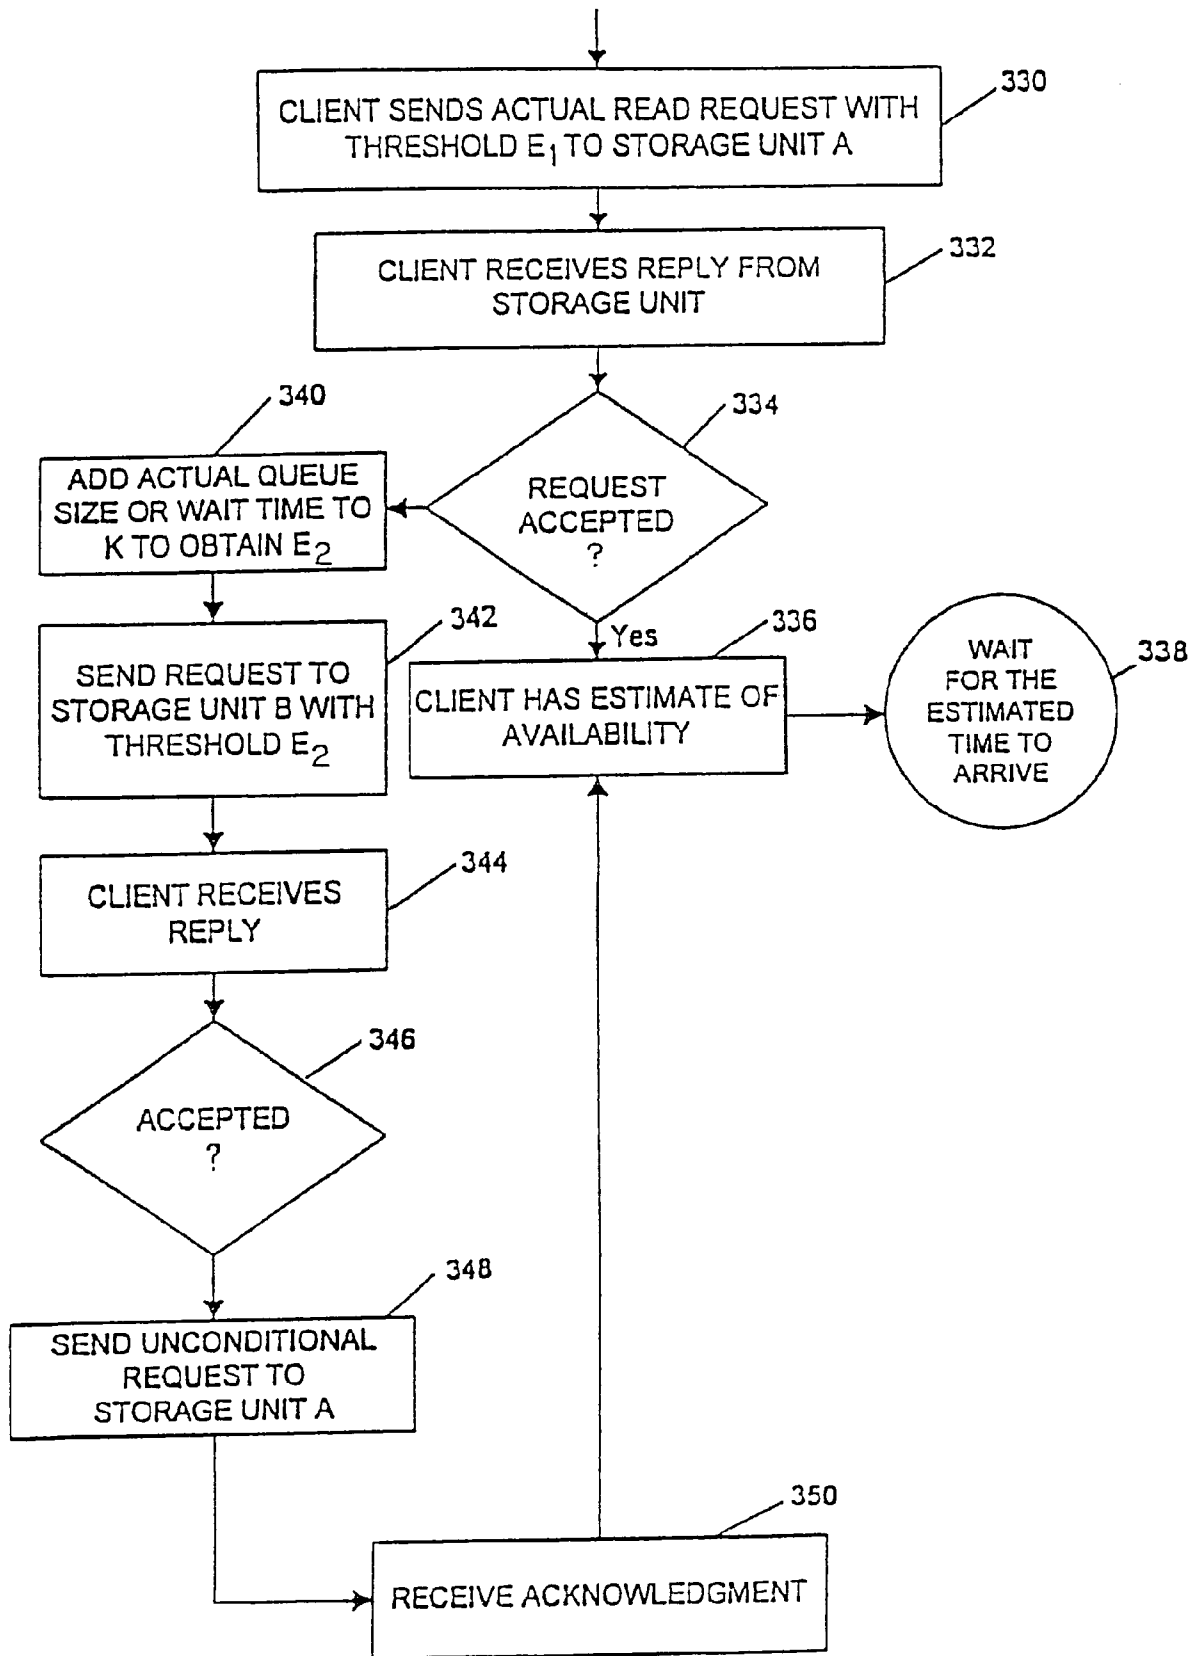 CLIENT SENDS ACTUAL READ REQUEST WITH
THRESHOLD E1 TO STORAGE UNIT A
330
CLIENT RECEIVES REPLY FROM
STORAGE UNIT
332
340
334
ADD ACTUAL QUEUE
SIZE OR WAIT TIME TO
K TO OBTAIN E2
REQUEST
ACCEPTED
?
342
Yes
336
SEND REQUEST TO
STORAGE UNIT B WITH
THRESHOLD E2
CLIENT HAS ESTIMATE OF
AVAILABILITY
WAIT
FOR THE
ESTIMATED
TIME TO
ARRIVE
338
344
CLIENT RECEIVES
REPLY
346
ACCEPTED
?
348
SEND UNCONDITIONAL
REQUEST TO
STORAGE UNIT A
350
RECEIVE ACKNOWLEDGMENT